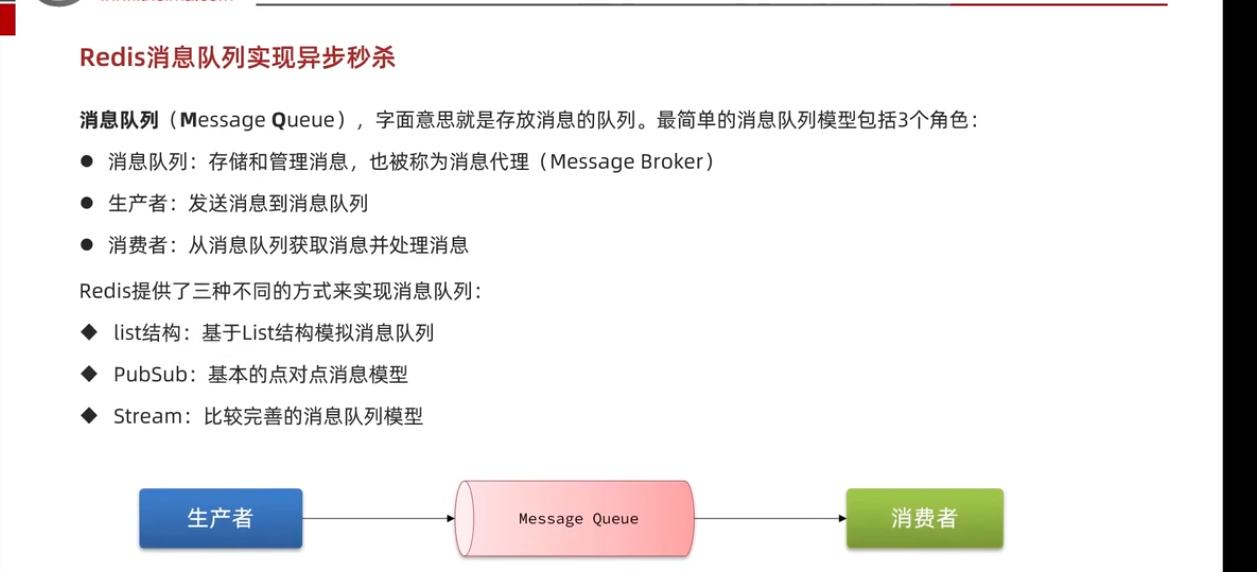 Redis消息队列实现异步秒杀
消息队列（Message Queue），字面意思就是存放消息的队列。最简单的消息队列模型包括3个角色：
● 消息队列：存储和管理消息，也被称为消息代理（Message Broker）
● 生产者：发送消息到消息队列
● 消费者：从消息队列获取消息并处理消息
Redis提供了三种不同的方式来实现消息队列：
◆ list结构：基于List结构模拟消息队列
◆ PubSub：基本的点对点消息模型
◆ Stream：比较完善的消息队列模型
生产者
Message Queue
消费者